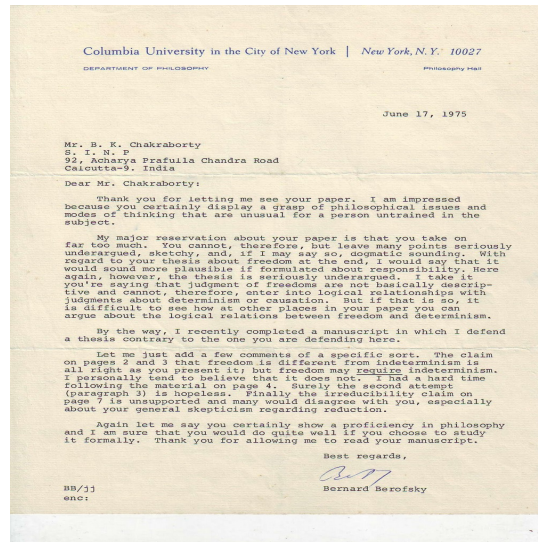 Columbia University in the City of New York | New York, N.Y. 10027
DEPARTMENT OF PHILOSOPHY Philosophy Hall
June 17, 1975
Mr. B. K. Chakraborty
S. I. N. P
92, Acharya Prafulla Chandra Road
Calcutta-9. India
Dear Mr. Chakraborty:
Thank you for letting me see your paper. I am impressed
because you certainly display a grasp of philosophical issues and
modes of thinking that are unusual for a person untrained in the
subject.
My major reservation about your paper is that you take on
far too much. You cannot, therefore, but leave many points seriously
underargued, sketchy, and, if I may say so, dogmatic sounding. With
regard to your thesis about freedom at the end, I would say that it
would sound more plausible if formulated about responsibility. Here
again, however, the thesis is seriously underargued. I take it
you're saying that judgment of freedoms are not basically descrip-
tive and cannot, therefore, enter into logical relationships with
judgments about determinism or causation. But if that is so, it
is difficult to see how at other places in your paper you can
argue about the logical relations between freedom and determinism.
By the way, I recently completed a manuscript in which I defend
a thesis contrary to the one you are defending here.
Let me just add a few comments of a specific sort. The claim
on pages 2 and 3 that freedom is different from indeterminism is
all right as you present it; but freedom may require indeterminism.
I personally tend to believe that it does not. I had a hard time
following the material on page 4. Surely the second attempt
(paragraph 3) is hopeless. Finally the irreducibility claim on
page 7 is unsupported and many would disagree with you, especially
about your general skepticism regarding reduction.
Again let me say you certainly show a proficiency in philosophy
and I am sure that you would do quite well if you choose to study
it formally. Thank you for allowing me to read your manuscript.
Best regards,
Bernard Berofsky
BB/jj
enc: